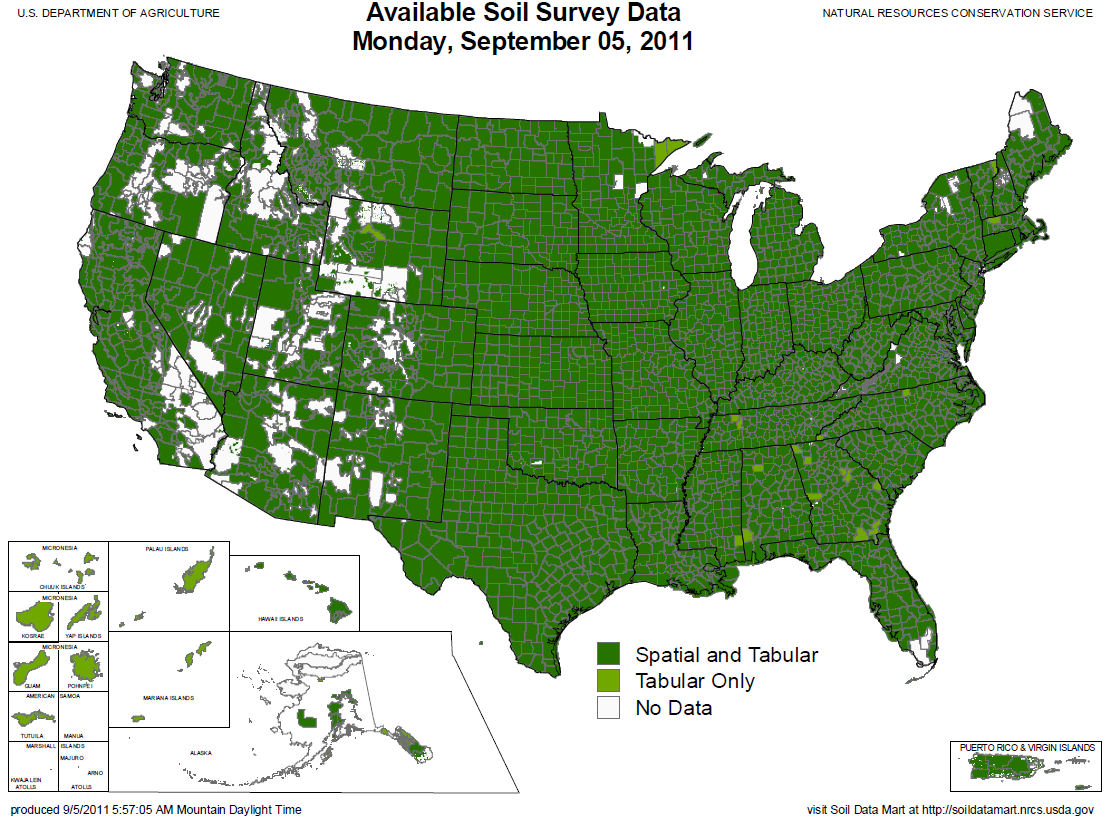 U.S. DEPARTMENT OF AGRICULTURE
Available Soil Survey Data
NATURAL RESOURCES CONSERVATION SERVICE
Monday, September 05, 2011
MICRONESIA
CHUUK ISLANDS
MICRONESIA
KOSRAE
YAP ISLANDS
MICRONESIA
GUAM
POHNPEI
AMERICAN SAMOA
TUTUILA
MANUA
MARSHALL ISLANDS
MAJURO
ARNO
KWAJALEIN
ATOLLS
ATOLLS
PALAU ISLANDS
MARIANA ISLANDS
HAWAII ISLANDS
ALASKA
Spatial and Tabular
Tabular Only
No Data
PUERTO RICO & VIRGIN ISLANDS
produced 9/5/2011 5:57:05 AM Mountain Daylight Time
visit Soil Data Mart at http://soildatamart.nrcs.usda.gov